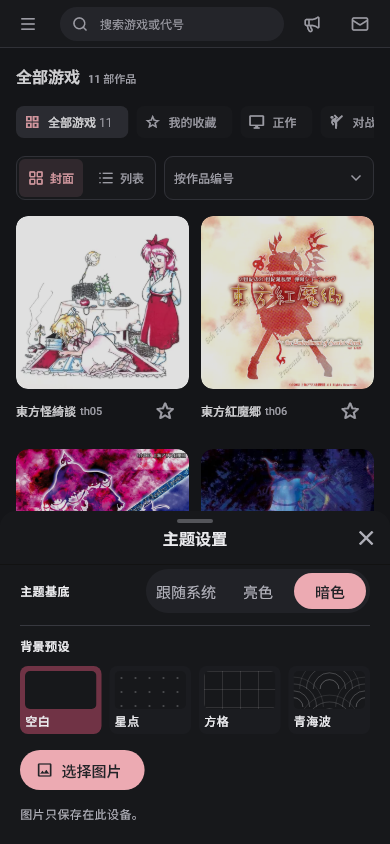 搜索游戏或代号
全部游戏 11 部作品
全部游戏 11 我的收藏 正作 对战
封面 列表 按作品编号
東方紅魔郷
東方怪綺談 th05
東方紅魔郷 th06
主题设置
主题基底 跟随系统 亮色 暗色
背景预设
空白 星点 方格 青海波
选择图片
图片只保存在此设备。